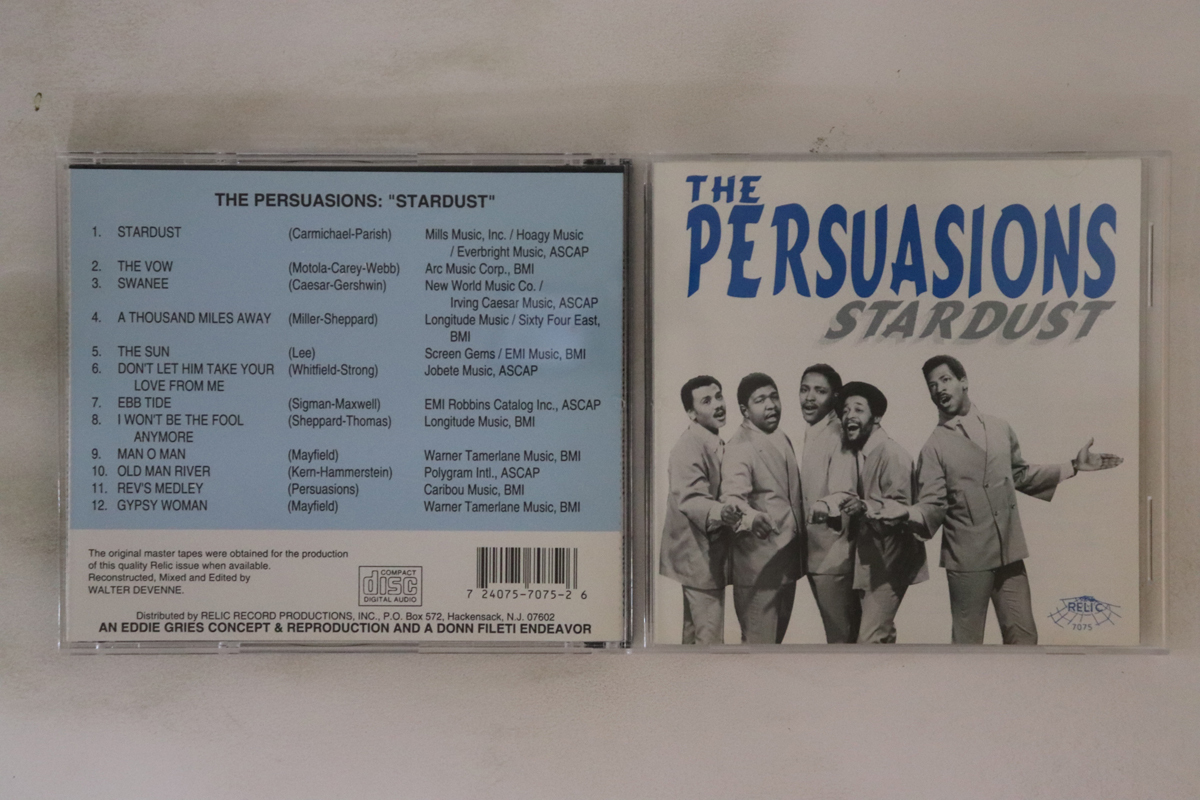 THE PERSUASIONS: "STARDUST"
1. STARDUST (Carmichael-Parish) Mills Music, Inc. / Hoagy Music
/ Everbright Music, ASCAP
2. THE VOW (Motola-Carey-Webb) Arc Music Corp., BMI
3. SWANEE (Caesar-Gershwin) New World Music Co. /
Irving Caesar Music, ASCAP
4. A THOUSAND MILES AWAY (Miller-Sheppard) Longitude Music / Sixty Four East,
BMI
5. THE SUN (Lee) Screen Gems / EMI Music, BMI
6. DON'T LET HIM TAKE YOUR (Whitfield-Strong) Jobete Music, ASCAP
LOVE FROM ME
7. EBB TIDE (Sigman-Maxwell) EMI Robbins Catalog Inc., ASCAP
8. I WON'T BE THE FOOL (Sheppard-Thomas) Longitude Music, BMI
ANYMORE
9. MAN O MAN (Mayfield) Warner Tamerlane Music, BMI
10. OLD MAN RIVER (Kern-Hammerstein) Polygram Intl., ASCAP
11. REV'S MEDLEY (Persuasions) Caribou Music, BMI
12. GYPSY WOMAN (Mayfield) Warner Tamerlane Music, BMI
The original master tapes were obtained for the production
of this quality Relic issue when available.
Reconstructed, Mixed and Edited by
WALTER DEVENNE.
COMPACT
disc
DIGITAL AUDIO
7 24075-7075-2 6
Distributed by RELIC RECORD PRODUCTIONS, INC., P.O. Box 572, Hackensack, N.J. 07602
AN EDDIE GRIES CONCEPT & REPRODUCTION AND A DONN FILETI ENDEAVOR
THE
PERSUASIONS
STARDUST
RELIC
7075